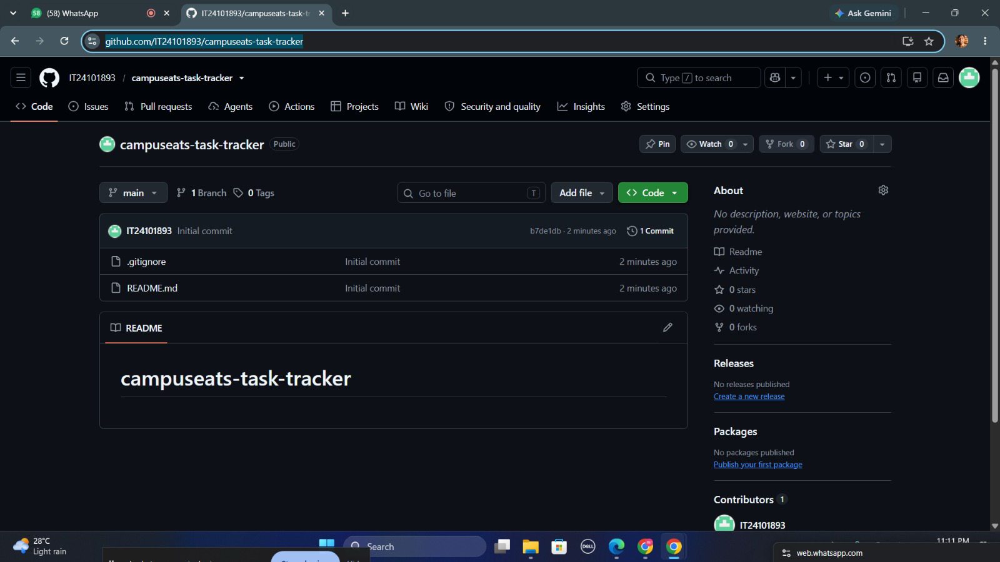 58
(58) WhatsApp
IT24101893/campuseats-task-tr
Ask Gemini
github.com/IT24101893/campuseats-task-tracker
IT24101893 / campuseats-task-tracker
Type / to search
Code
Issues
Pull requests
Agents
Actions
Projects
Wiki
Security and quality
Insights
Settings
campuseats-task-tracker
Public
Pin
Watch 0
Fork 0
Star 0
main
1 Branch
0 Tags
Go to file
T
Add file
Code
IT24101893 Initial commit
b7de1db · 2 minutes ago
1 Commit
.gitignore
Initial commit
2 minutes ago
README.md
Initial commit
2 minutes ago
README
campuseats-task-tracker
About
No description, website, or topics
provided.
Readme
Activity
0 stars
0 watching
0 forks
Releases
No releases published
Create a new release
Packages
No packages published
Publish your first package
Contributors 1
IT24101893
28°C
Light rain
Search
DELL
11:11 PM
web.whatsapp.com